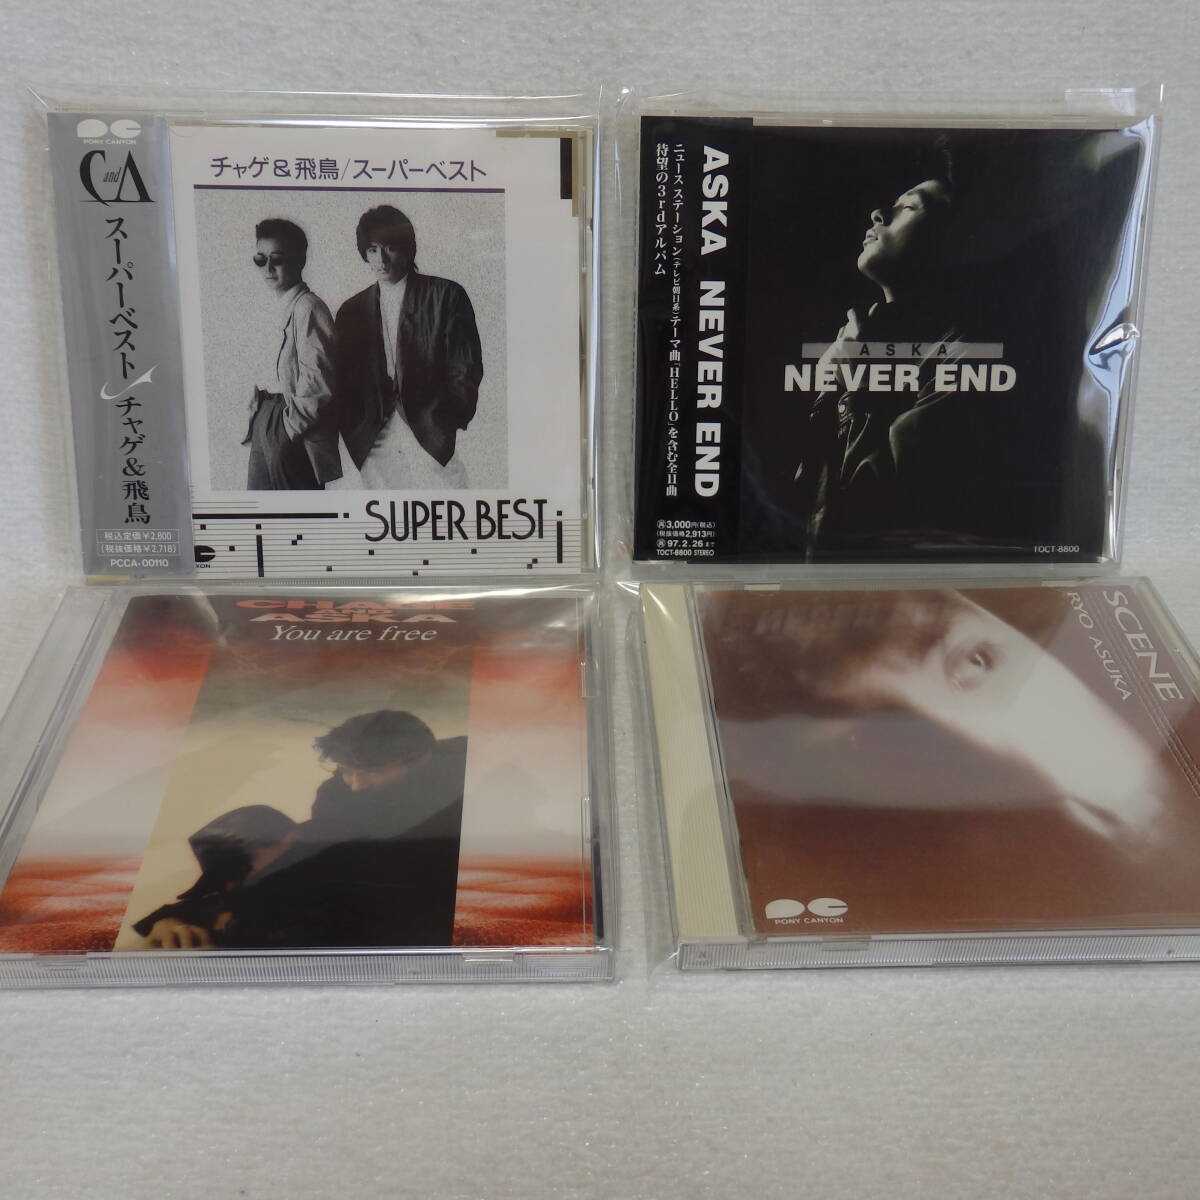 PONY CANYON
C and A
スーパーベスト
チャゲ&飛鳥
税込定価¥2,800
(税抜価格¥2,718)
PCCA-00110
チャゲ&飛鳥/スーパーベスト
SUPER BEST
CANYON
ASKA NEVER END
ニュース ステーション(テレビ朝日系)テーマ曲「HELLO」を含む全11曲
待望の3rdアルバム
再3,000円(税込)
(税抜価格2,913円)
再97.2.26まで
TOCT-8800 STEREO
ASKA
NEVER END
TOCT-8800
CHAGE
AND
ASKA
You are free
SCENE
RYO ASUKA
PONY CANYON